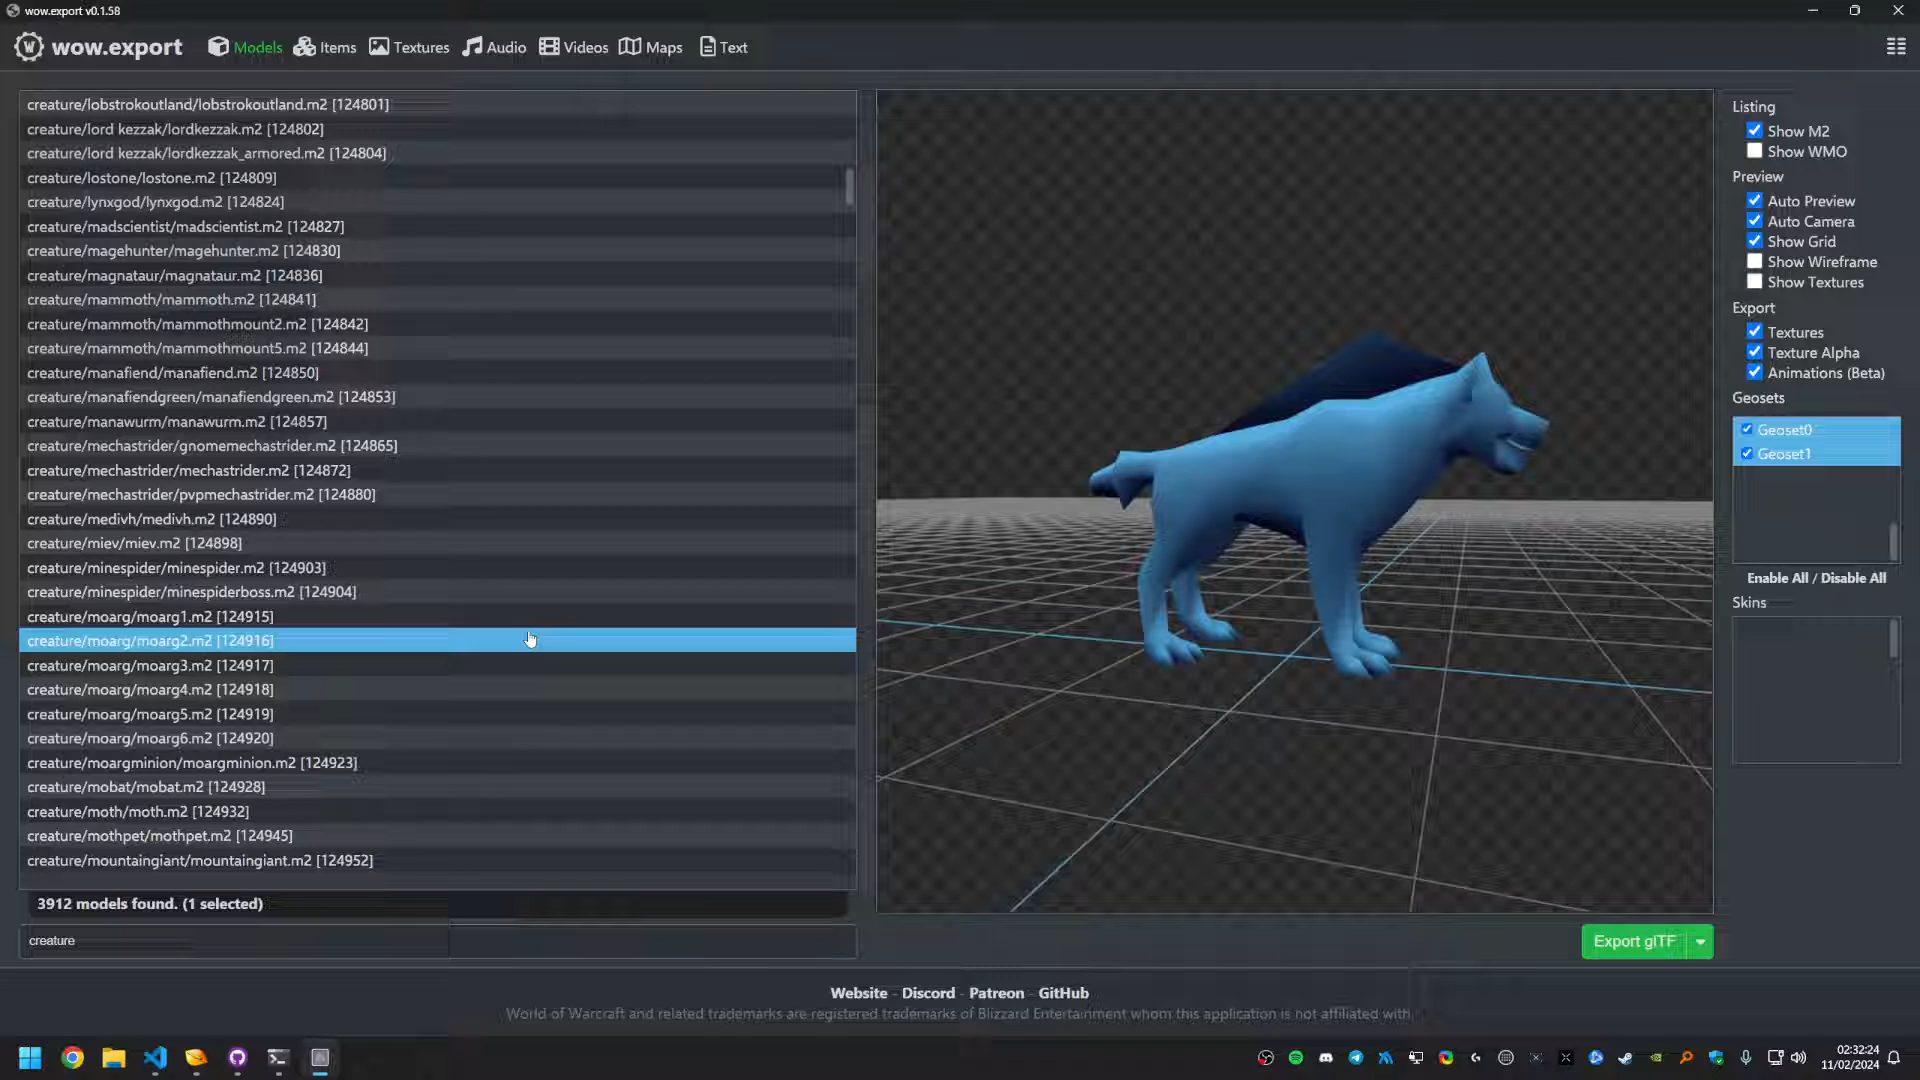 wow.export v0.1.58
wow.export Models Items Textures Audio Videos Maps Text
creature/lobstrokoutland/lobstrokoutland.m2 [124801]
creature/lord kezzak/lordkezzak.m2 [124802]
creature/lord kezzak/lordkezzak_armored.m2 [124804]
creature/lostone/lostone.m2 [124809]
creature/lynxgod/lynxgod.m2 [124824]
creature/madscientist/madscientist.m2 [124827]
creature/magehunter/magehunter.m2 [124830]
creature/magnataur/magnataur.m2 [124836]
creature/mammoth/mammoth.m2 [124841]
creature/mammoth/mammothmount2.m2 [124842]
creature/mammoth/mammothmount5.m2 [124844]
creature/manafiend/manafiend.m2 [124850]
creature/manafiendgreen/manafiendgreen.m2 [124853]
creature/manawurm/manawurm.m2 [124857]
creature/mechastrider/gnomemechastrider.m2 [124865]
creature/mechastrider/mechastrider.m2 [124872]
creature/mechastrider/pvpmechastrider.m2 [124880]
creature/medivh/medivh.m2 [124890]
creature/miev/miev.m2 [124898]
creature/minespider/minespider.m2 [124903]
creature/minespider/minespiderboss.m2 [124904]
creature/moarg/moarg1.m2 [124915]
creature/moarg/moarg2.m2 [124916]
creature/moarg/moarg3.m2 [124917]
creature/moarg/moarg4.m2 [124918]
creature/moarg/moarg5.m2 [124919]
creature/moarg/moarg6.m2 [124920]
creature/moargminion/moargminion.m2 [124923]
creature/mobat/mobat.m2 [124928]
creature/moth/moth.m2 [124932]
creature/mothpet/mothpet.m2 [124945]
creature/mountaingiant/mountaingiant.m2 [124952]
3912 models found. (1 selected)
creature
Listing
Show M2
Show WMO
Preview
Auto Preview
Auto Camera
Show Grid
Show Wireframe
Show Textures
Export
Textures
Texture Alpha
Animations (Beta)
Geosets
Geoset0
Geoset1
Enable All / Disable All
Skins
Export glTF
Website - Discord - Patreon - GitHub
World of Warcraft and related trademarks are registered trademarks of Blizzard Entertainment whom this application is not affiliated with.
02:32:24
11/02/2024